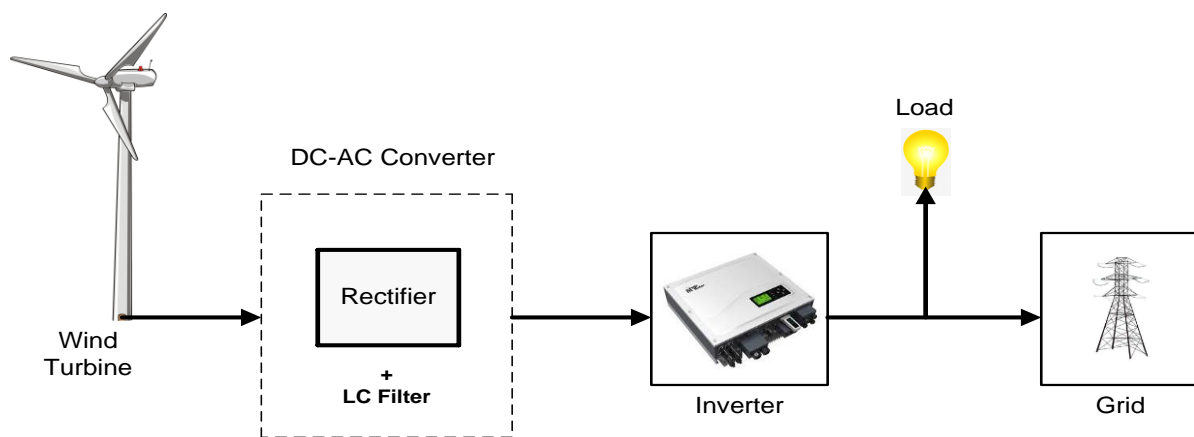 Load
DC-AC Converter
Rectifier
+
LC Filter
Wind
Turbine
Inverter
Grid